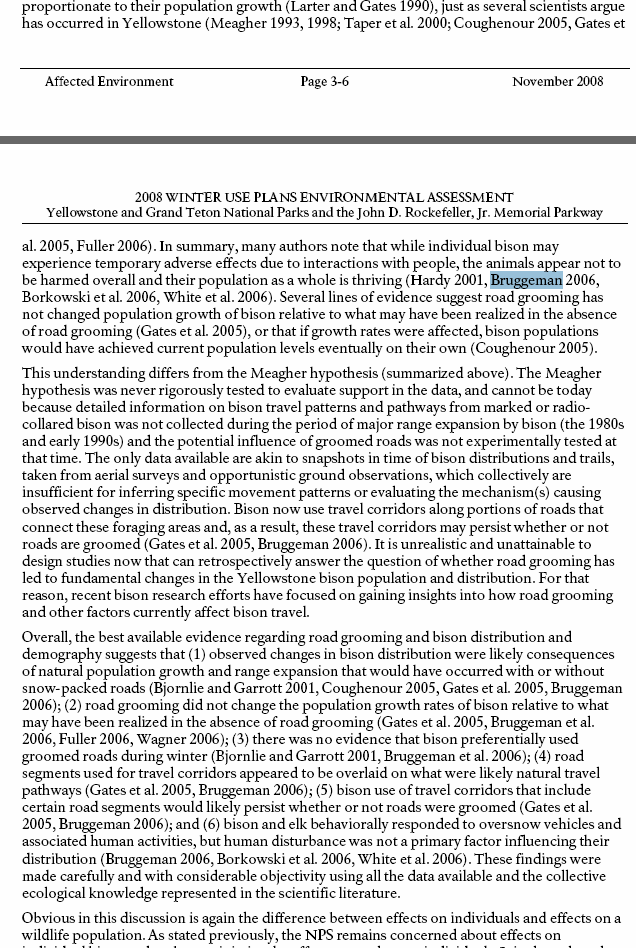 proportionate to their population growth (Larter and Gates 1990), just as several scientists argue
has occurred in Yellowstone (Meagher 1993, 1998; Taper et al. 2000; Coughenour 2005, Gates et
Affected Environment Page 3-6 November 2008
2008 WINTER USE PLANS ENVIRONMENTAL ASSESSMENT
Yellowstone and Grand Teton National Parks and the John D. Rockefeller, Jr. Memorial Parkway
al. 2005, Fuller 2006). In summary, many authors note that while individual bison may
experience temporary adverse effects due to interactions with people, the animals appear not to
be harmed overall and their population as a whole is thriving (Hardy 2001, Bruggeman 2006,
Borkowski et al. 2006, White et al. 2006). Several lines of evidence suggest road grooming has
not changed population growth of bison relative to what may have been realized in the absence
of road grooming (Gates et al. 2005), or that if growth rates were affected, bison populations
would have achieved current population levels eventually on their own (Coughenour 2005).
This understanding differs from the Meagher hypothesis (summarized above). The Meagher
hypothesis was never rigorously tested to evaluate support in the data, and cannot be today
because detailed information on bison travel patterns and pathways from marked or radio-
collared bison was not collected during the period of major range expansion by bison (the 1980s
and early 1990s) and the potential influence of groomed roads was not experimentally tested at
that time. The only data available are akin to snapshots in time of bison distributions and trails,
taken from aerial surveys and opportunistic ground observations, which collectively are
insufficient for inferring specific movement patterns or evaluating the mechanism(s) causing
observed changes in distribution. Bison now use travel corridors along portions of roads that
connect these foraging areas and, as a result, these travel corridors may persist whether or not
roads are groomed (Gates et al. 2005, Bruggeman 2006). It is unrealistic and unattainable to
design studies now that can retrospectively answer the question of whether road grooming has
led to fundamental changes in the Yellowstone bison population and distribution. For that
reason, recent bison research efforts have focused on gaining insights into how road grooming
and other factors currently affect bison travel.
Overall, the best available evidence regarding road grooming and bison distribution and
demography suggests that (1) observed changes in bison distribution were likely consequences
of natural population growth and range expansion that would have occurred with or without
snow-packed roads (Bjornlie and Garrott 2001, Coughenour 2005, Gates et al. 2005, Bruggeman
2006); (2) road grooming did not change the population growth rates of bison relative to what
may have been realized in the absence of road grooming (Gates et al. 2005, Bruggeman et al.
2006, Fuller 2006, Wagner 2006); (3) there was no evidence that bison preferentially used
groomed roads during winter (Bjornlie and Garrott 2001, Bruggeman et al. 2006); (4) road
segments used for travel corridors appeared to be overlaid on what were likely natural travel
pathways (Gates et al. 2005, Bruggeman 2006); (5) bison use of travel corridors that include
certain road segments would likely persist whether or not roads were groomed (Gates et al.
2005, Bruggeman 2006); and (6) bison and elk behaviorally responded to oversnow vehicles and
associated human activities, but human disturbance was not a primary factor influencing their
distribution (Bruggeman 2006, Borkowski et al. 2006, White et al. 2006). These findings were
made carefully and with considerable objectivity using all the data available and the collective
ecological knowledge represented in the scientific literature.
Obvious in this discussion is again the difference between effects on individuals and effects on a
wildlife population. As stated previously, the NPS remains concerned about effects on